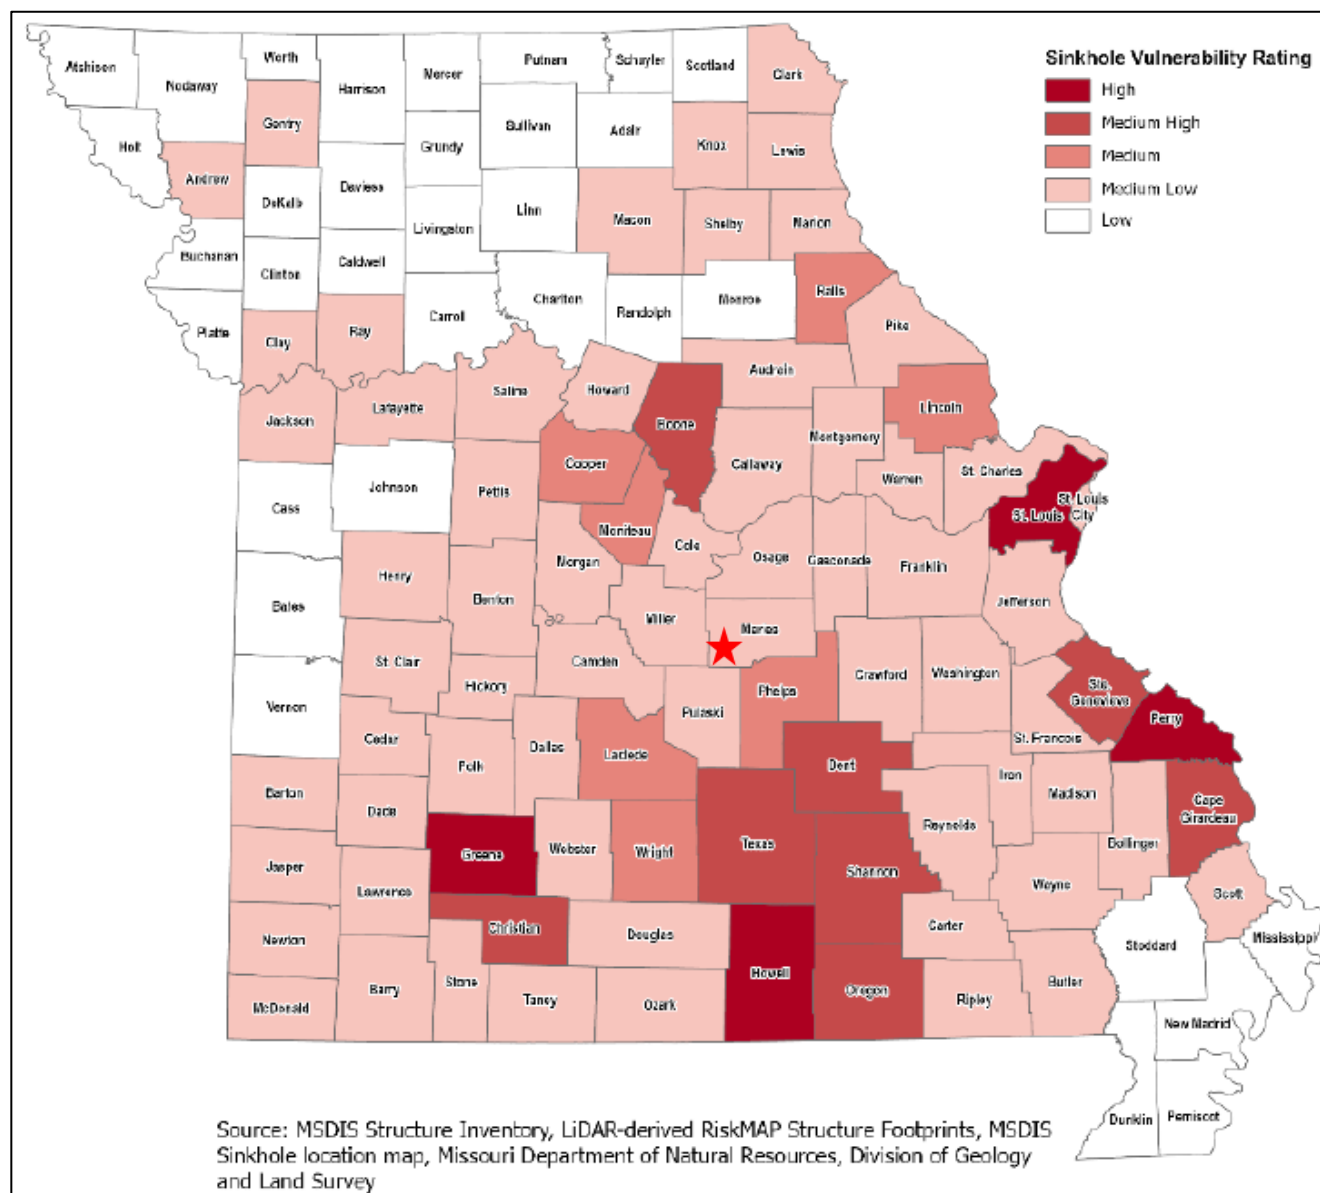 Sinkhole Vulnerability Rating
High
Medium High
Medium
Medium Low
Low
Atchison
Nodaway
Worth
Harrison
Mercer
Putnam
Schuyler
Scotland
Clark
Gentry
Sullivan
Adair
Knox
Lewis
Holt
Andrew
Grundy
DeKalb
Daviess
Linn
Macon
Shelby
Marion
Livingston
Buchanan
Clinton
Caldwell
Chariton
Randolph
Monroe
Ralls
Platte
Clay
Ray
Carroll
Pike
Audrain
Saline
Howard
Boone
Lincoln
Jackson
Lafayette
Montgomery
Callaway
Cooper
Warren
St. Charles
Johnson
Pettis
Cass
St. Louis
City
St. Louis
Moniteau
Cole
Morgan
Osage
Gasconade
Franklin
Henry
Benton
Jefferson
Bates
Miller
Maries
St. Clair
Camden
Hickory
Phelps
Crawford
Washington
Ste.
Genevieve
Vernon
Pulaski
Perry
Cedar
Dallas
Laclede
St. Francois
Polk
Dent
Iron
Barton
Dade
Madison
Cape
Girardeau
Reynolds
Texas
Bollinger
Greene
Webster
Wright
Shannon
Jasper
Lawrence
Wayne
Scott
Christian
Douglas
Carter
Newton
Stoddard
Mississippi
Howell
Barry
Stone
Taney
Ozark
Oregon
Ripley
Butler
McDonald
New Madrid
Dunklin
Pemiscot
Source: MSDIS Structure Inventory, LiDAR-derived RiskMAP Structure Footprints, MSDIS
Sinkhole location map, Missouri Department of Natural Resources, Division of Geology
and Land Survey